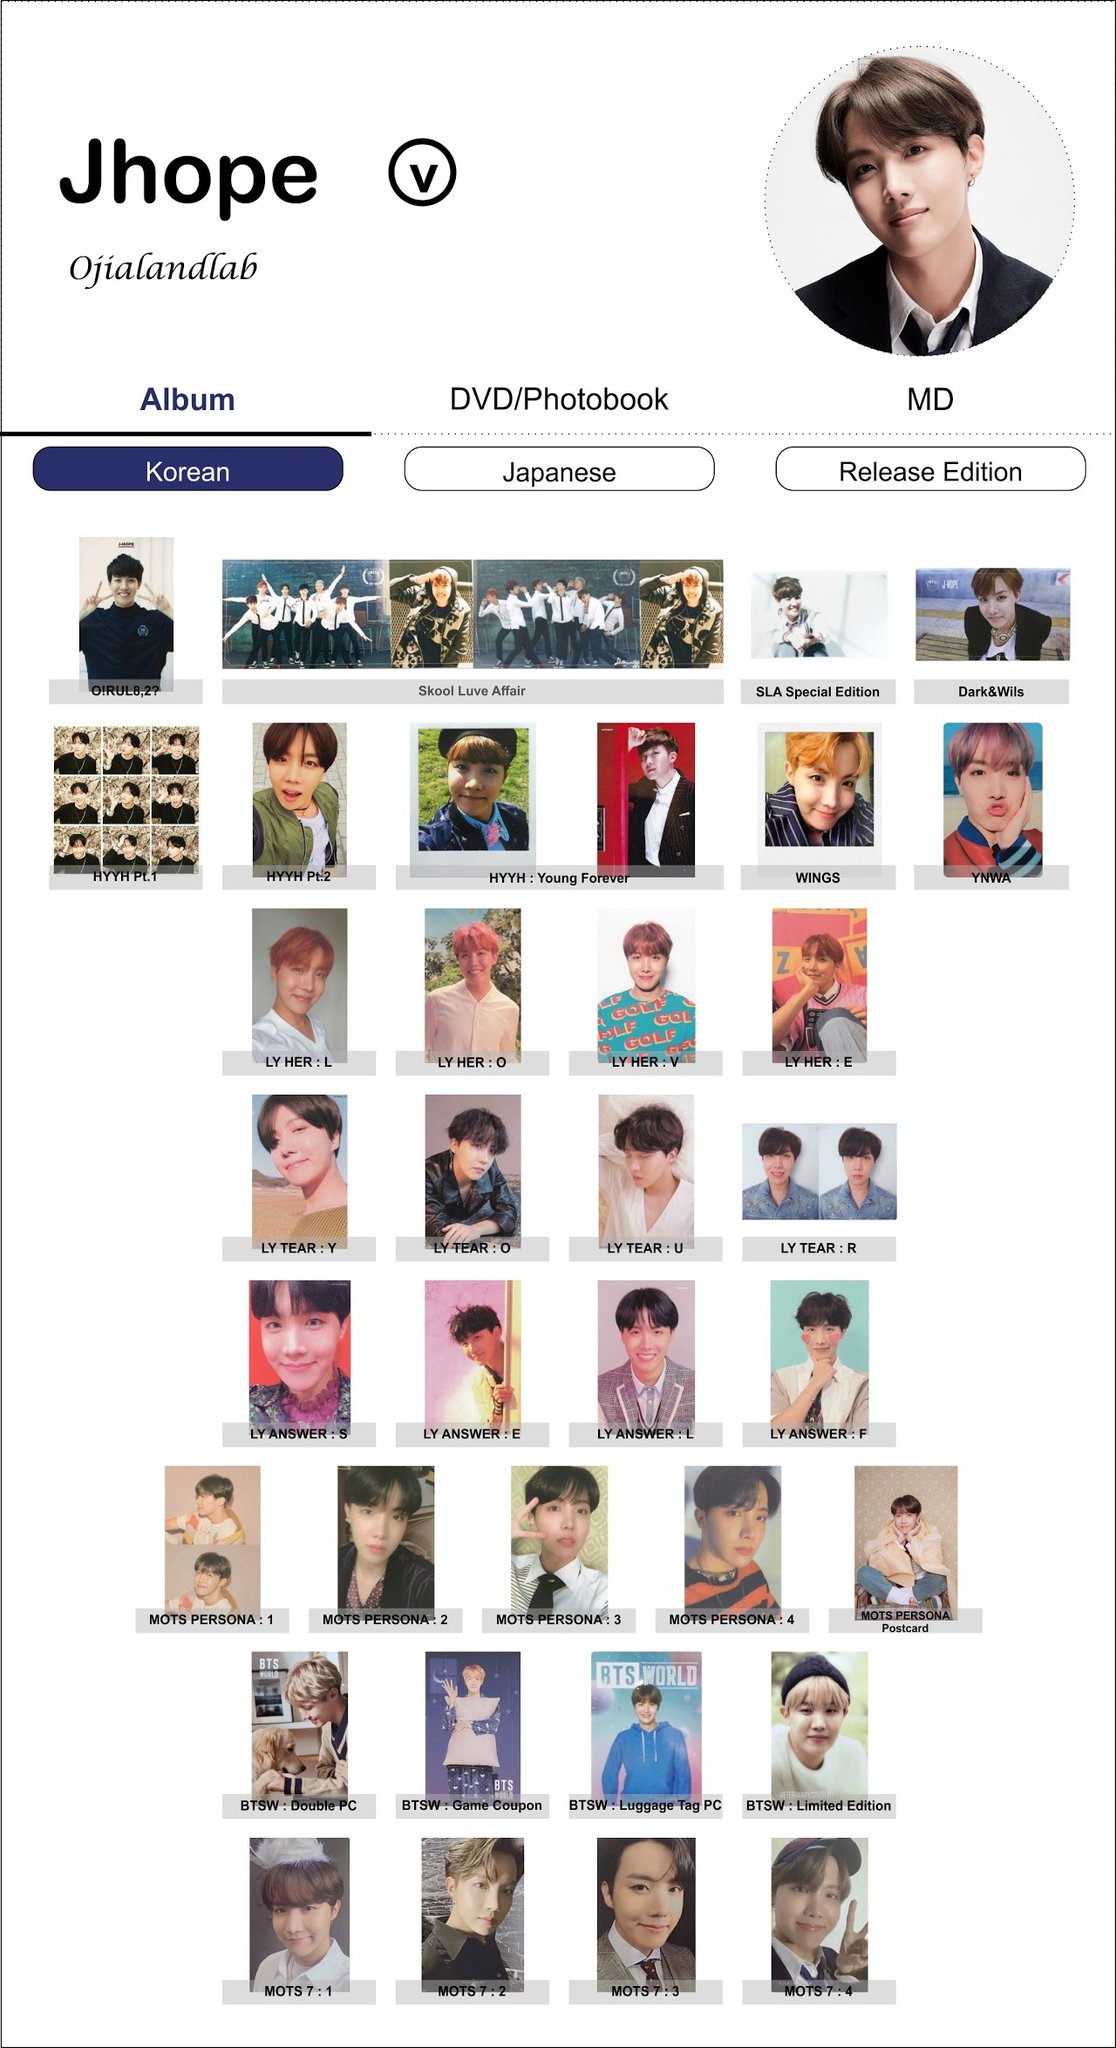 Jhope
v
Ojialandlab
Album
DVD/Photobook
MD
Korean
Japanese
Release Edition
J-HOPE
J-HOPE
O!RUL8,2?
Skool Luve Affair
SLA Special Edition
Dark&Wils
HYYH Pt.1
HYYH Pt.2
HYYH : Young Forever
WINGS
YNWA
GOLF
GOLF
GOLF
LY HER : L
LY HER : O
LY HER : V
LY HER : E
LY TEAR : Y
LY TEAR : O
LY TEAR : U
LY TEAR : R
LY ANSWER : S
LY ANSWER : E
LY ANSWER : L
LY ANSWER : F
MOTS PERSONA : 1
MOTS PERSONA : 2
MOTS PERSONA : 3
MOTS PERSONA : 4
MOTS PERSONA
Postcard
BTS
WORLD
BTS WORLD
BTS
WORLD
BTSW : Double PC
BTSW : Game Coupon
BTSW : Luggage Tag PC
BTSW : Limited Edition
MOTS 7 : 1
MOTS 7 : 2
MOTS 7 : 3
MOTS 7 : 4